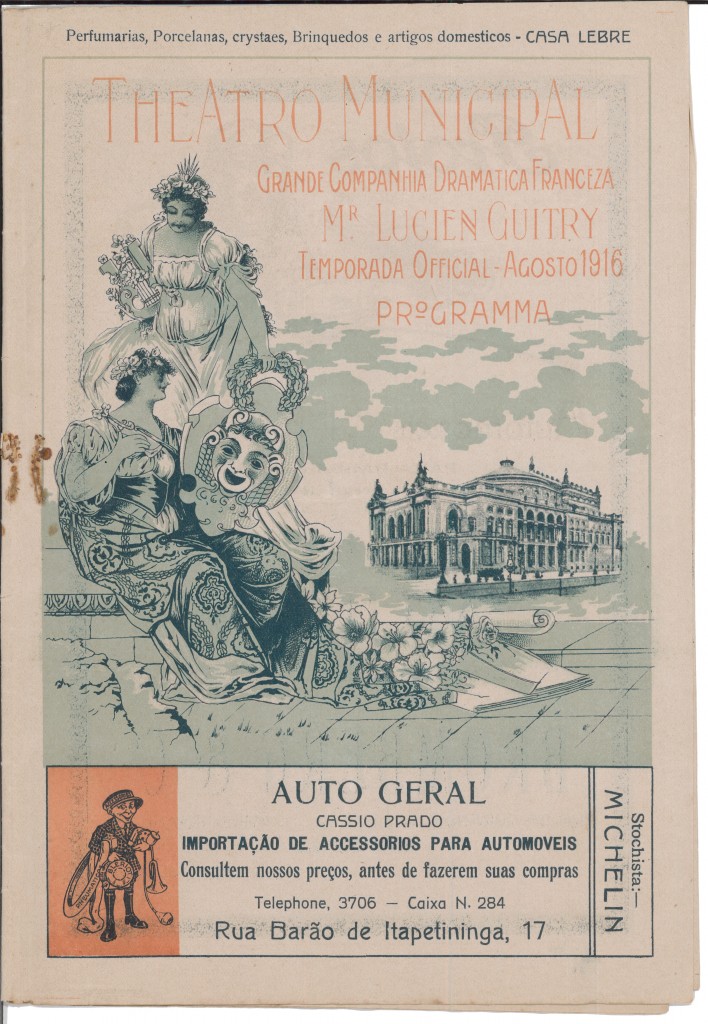 Perfumarias, Porcelanas, crystaes, Brinquedos e artigos domesticos - CASA LEBRE
THEATRO MUNICIPAL
GRANDE COMPANHIA DRAMATICA FRANCEZA
MR LUCIEN GUITRY
TEMPORADA OFFICIAL - AGOSTO 1916
PROGRAMMA
AUTO GERAL
CASSIO PRADO
IMPORTAÇÃO DE ACCESSORIOS PARA AUTOMOVEIS
Consultem nossos preços, antes de fazerem suas compras
Telephone, 3706 — Caixa N. 284
Rua Barão de Itapetininga, 17
Stochista:—
MICHELIN